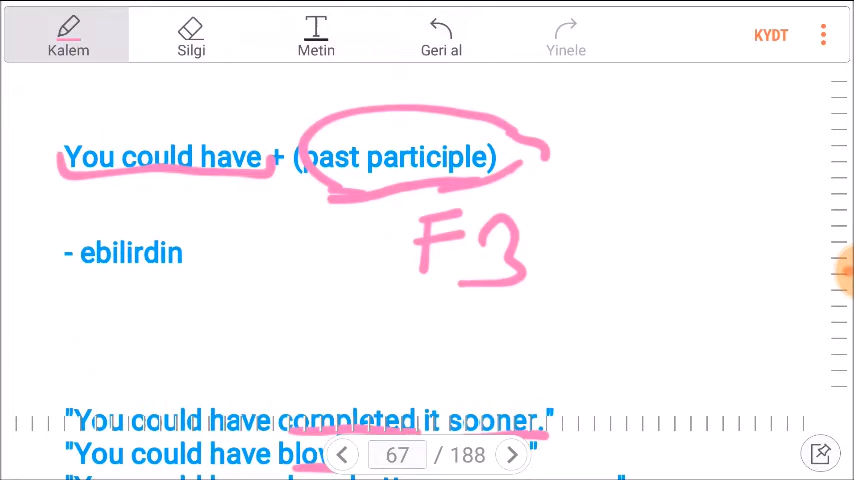 Kalem Silgi Metin Geri al Yinele KYDT
You could have + (past participle)
F3
- ebilirdin
"You could have completed it sooner."
"You could have
67 / 188